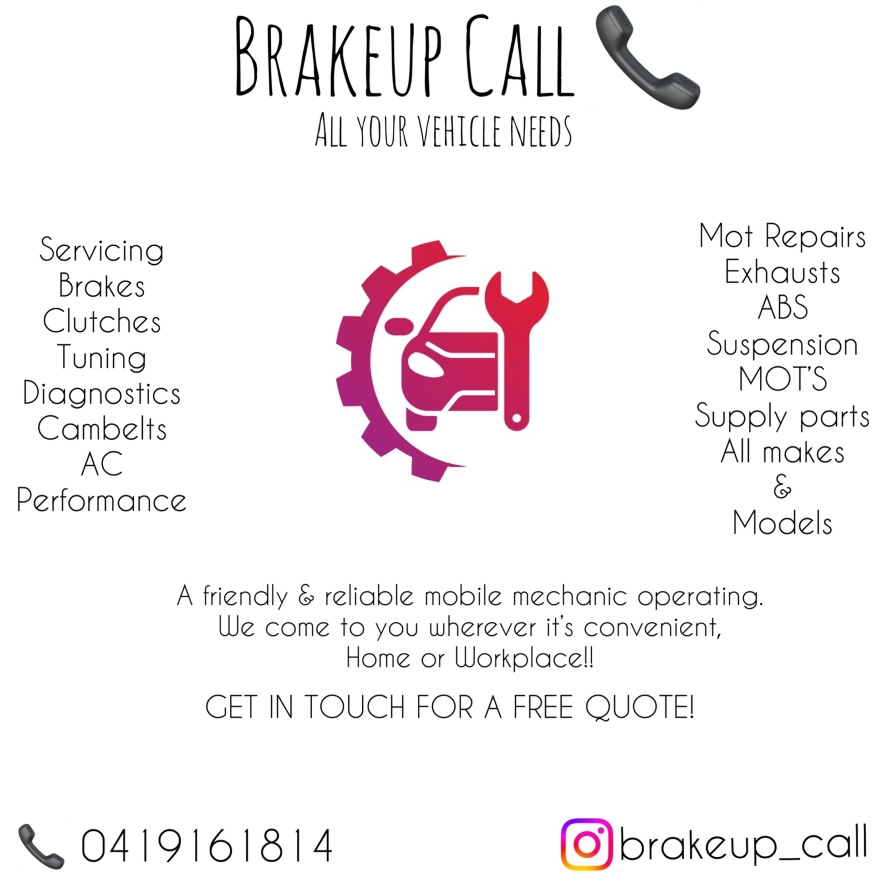 BRAKEUP CALL
ALL YOUR VEHICLE NEEDS
Servicing
Brakes
Clutches
Tuning
Diagnostics
Cambelts
AC
Performance
Mot Repairs
Exhausts
ABS
Suspension
MOT'S
Supply parts
All makes
&
Models
A friendly & reliable mobile mechanic operating.
We come to you wherever it's convenient,
Home or Workplace!!
GET IN TOUCH FOR A FREE QUOTE!
0419161814
brakeup_call